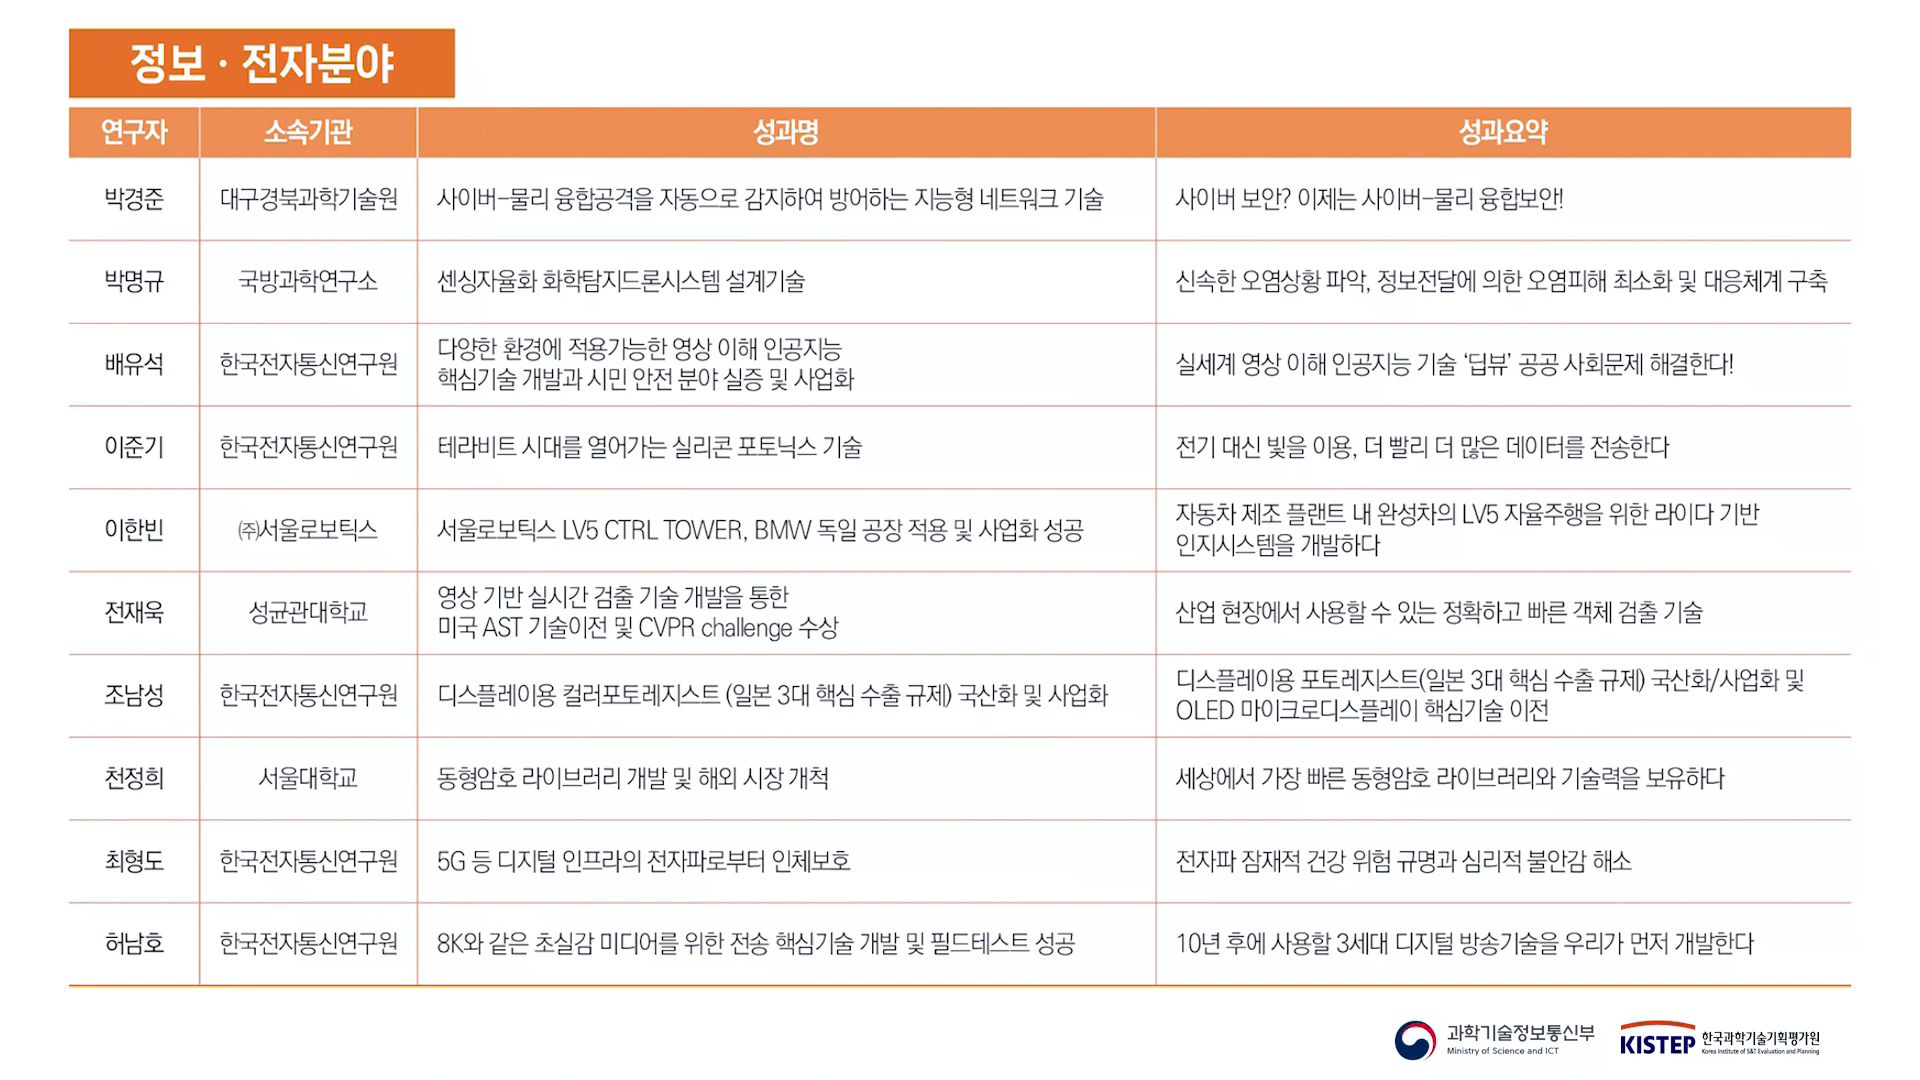 정보 · 전자분야
연구자 소속기관 성과명 성과요약
박경준 대구경북과학기술원 사이버-물리 융합공격을 자동으로 감지하여 방어하는 지능형 네트워크 기술 사이버 보안? 이제는 사이버-물리 융합보안!
박명규 국방과학연구소 센싱자율화 화학탐지드론시스템 설계기술 신속한 오염상황 파악, 정보전달에 의한 오염피해 최소화 및 대응체계 구축
배유석 한국전자통신연구원 다양한 환경에 적용가능한 영상 이해 인공지능
핵심기술 개발과 시민 안전 분야 실증 및 사업화 실세계 영상 이해 인공지능 기술 ‘딥뷰’ 공공 사회문제 해결한다!
이준기 한국전자통신연구원 테라비트 시대를 열어가는 실리콘 포토닉스 기술 전기 대신 빛을 이용, 더 빨리 더 많은 데이터를 전송한다
이한빈 ㈜서울로보틱스 서울로보틱스 LV5 CTRL TOWER, BMW 독일 공장 적용 및 사업화 성공 자동차 제조 플랜트 내 완성차의 LV5 자율주행을 위한 라이다 기반
인지시스템을 개발하다
전재욱 성균관대학교 영상 기반 실시간 검출 기술 개발을 통한
미국 AST 기술이전 및 CVPR challenge 수상 산업 현장에서 사용할 수 있는 정확하고 빠른 객체 검출 기술
조남성 한국전자통신연구원 디스플레이용 컬러포토레지스트 (일본 3대 핵심 수출 규제) 국산화 및 사업화 디스플레이용 포토레지스트(일본 3대 핵심 수출 규제) 국산화/사업화 및
OLED 마이크로디스플레이 핵심기술 이전
천정희 서울대학교 동형암호 라이브러리 개발 및 해외 시장 개척 세상에서 가장 빠른 동형암호 라이브러리와 기술력을 보유하다
최형도 한국전자통신연구원 5G 등 디지털 인프라의 전자파로부터 인체보호 전자파 잠재적 건강 위험 규명과 심리적 불안감 해소
허남호 한국전자통신연구원 8K와 같은 초실감 미디어를 위한 전송 핵심기술 개발 및 필드테스트 성공 10년 후에 사용할 3세대 디지털 방송기술을 우리가 먼저 개발한다
과학기술정보통신부
Ministry of Science and ICT
KISTEP 한국과학기술기획평가원
Korea Institute of S&T Evaluation and Planning